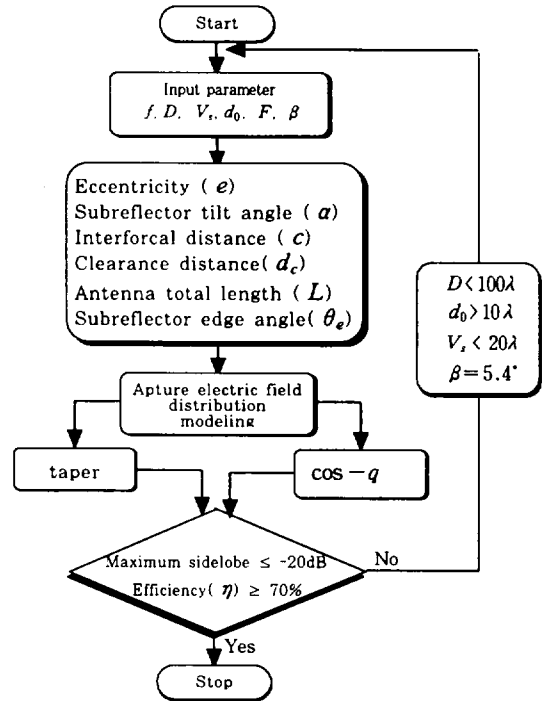 Start
Input parameter
f, D, Vs, d0, F, β
Eccentricity ( e )
Subreflector tilt angle ( α )
Interforcal distance ( c )
Clearance distance( dc )
Antenna total length ( L )
Subreflector edge angle( θe )
D < 100λ
d0 > 10λ
Vs < 20λ
β = 5.4°
Apture electric field
distribution
modeling
taper
cos − q
Maximum sidelobe ≤ -20dB
Efficiency( η ) ≥ 70%
No
Yes
Stop